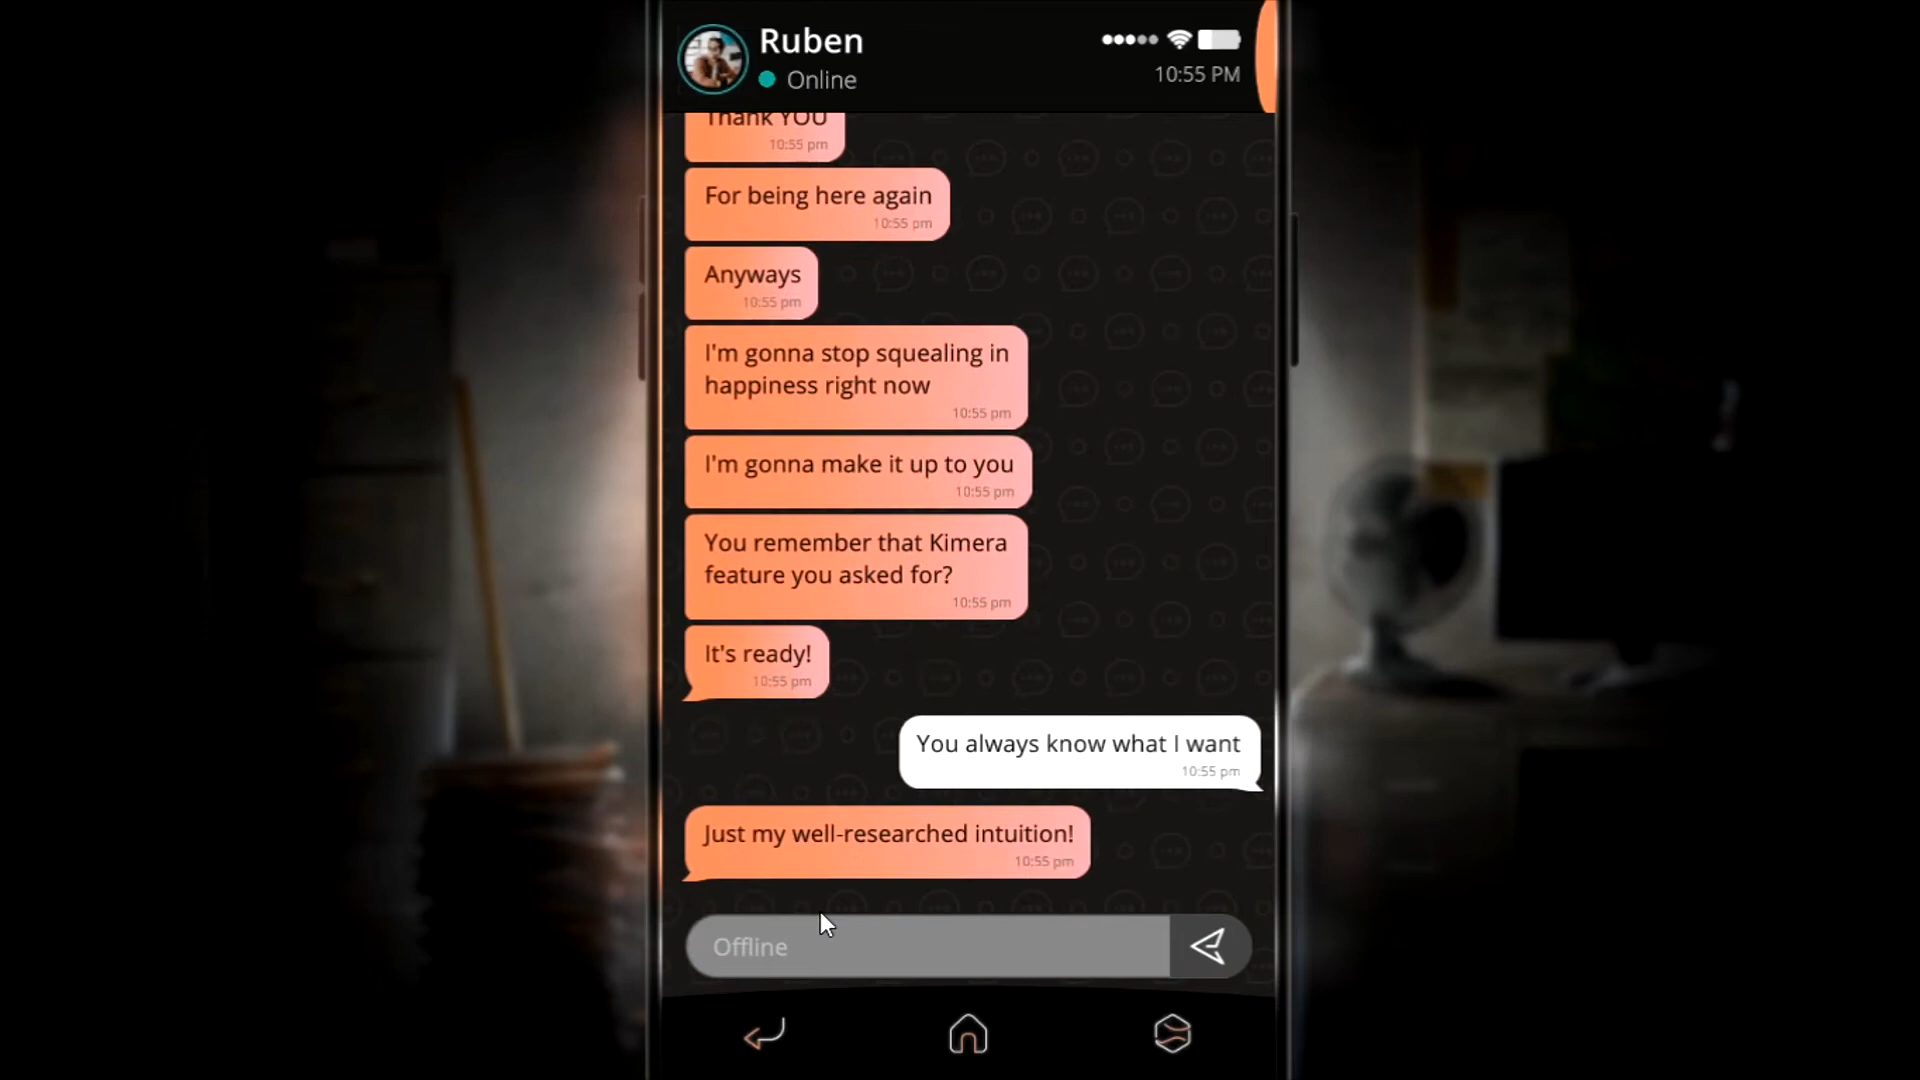 Ruben
Online
10:55 PM
Thank YOU
10:55 pm
For being here again
10:55 pm
Anyways
10:55 pm
I'm gonna stop squealing in
happiness right now
10:55 pm
I'm gonna make it up to you
10:55 pm
You remember that Kimera
feature you asked for?
10:55 pm
It's ready!
10:55 pm
You always know what I want
10:55 pm
Just my well-researched intuition!
10:55 pm
Offline